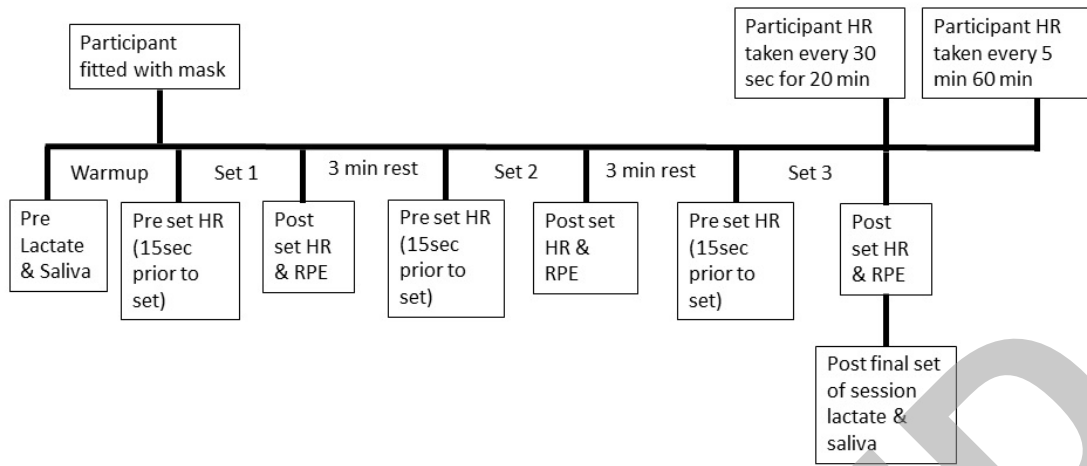 Participant
fitted with mask
Participant HR
taken every 30
sec for 20 min
Participant HR
taken every 5
min 60 min
Warmup
Set 1
3 min rest
Set 2
3 min rest
Set 3
Pre
Lactate
& Saliva
Pre set HR
(15sec
prior to
set)
Post
set HR
& RPE
Pre set HR
(15sec
prior to
set)
Post set
HR &
RPE
Pre set HR
(15sec
prior to
set)
Post
set HR
& RPE
Post final set
of session
lactate &
saliva